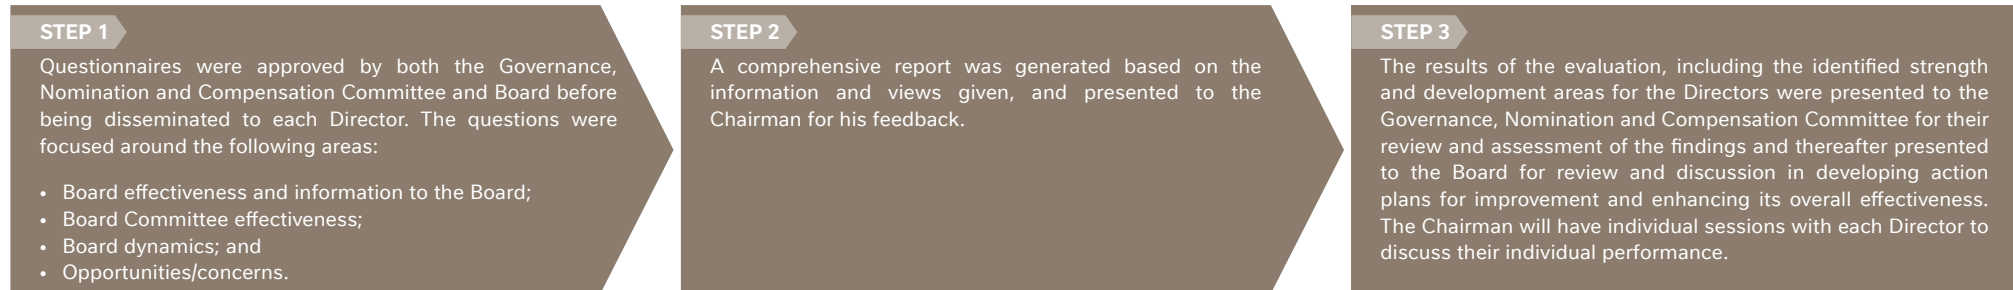 STEP 1
Questionnaires were approved by both the Governance,
Nomination and Compensation Committee and Board before
being disseminated to each Director. The questions were
focused around the following areas:
• Board effectiveness and information to the Board;
• Board Committee effectiveness;
• Board dynamics; and
• Opportunities/concerns.
STEP 2
A comprehensive report was generated based on the
information and views given, and presented to the
Chairman for his feedback.
STEP 3
The results of the evaluation, including the identified strength
and development areas for the Directors were presented to the
Governance, Nomination and Compensation Committee for their
review and assessment of the findings and thereafter presented
to the Board for review and discussion in developing action
plans for improvement and enhancing its overall effectiveness.
The Chairman will have individual sessions with each Director to
discuss their individual performance.